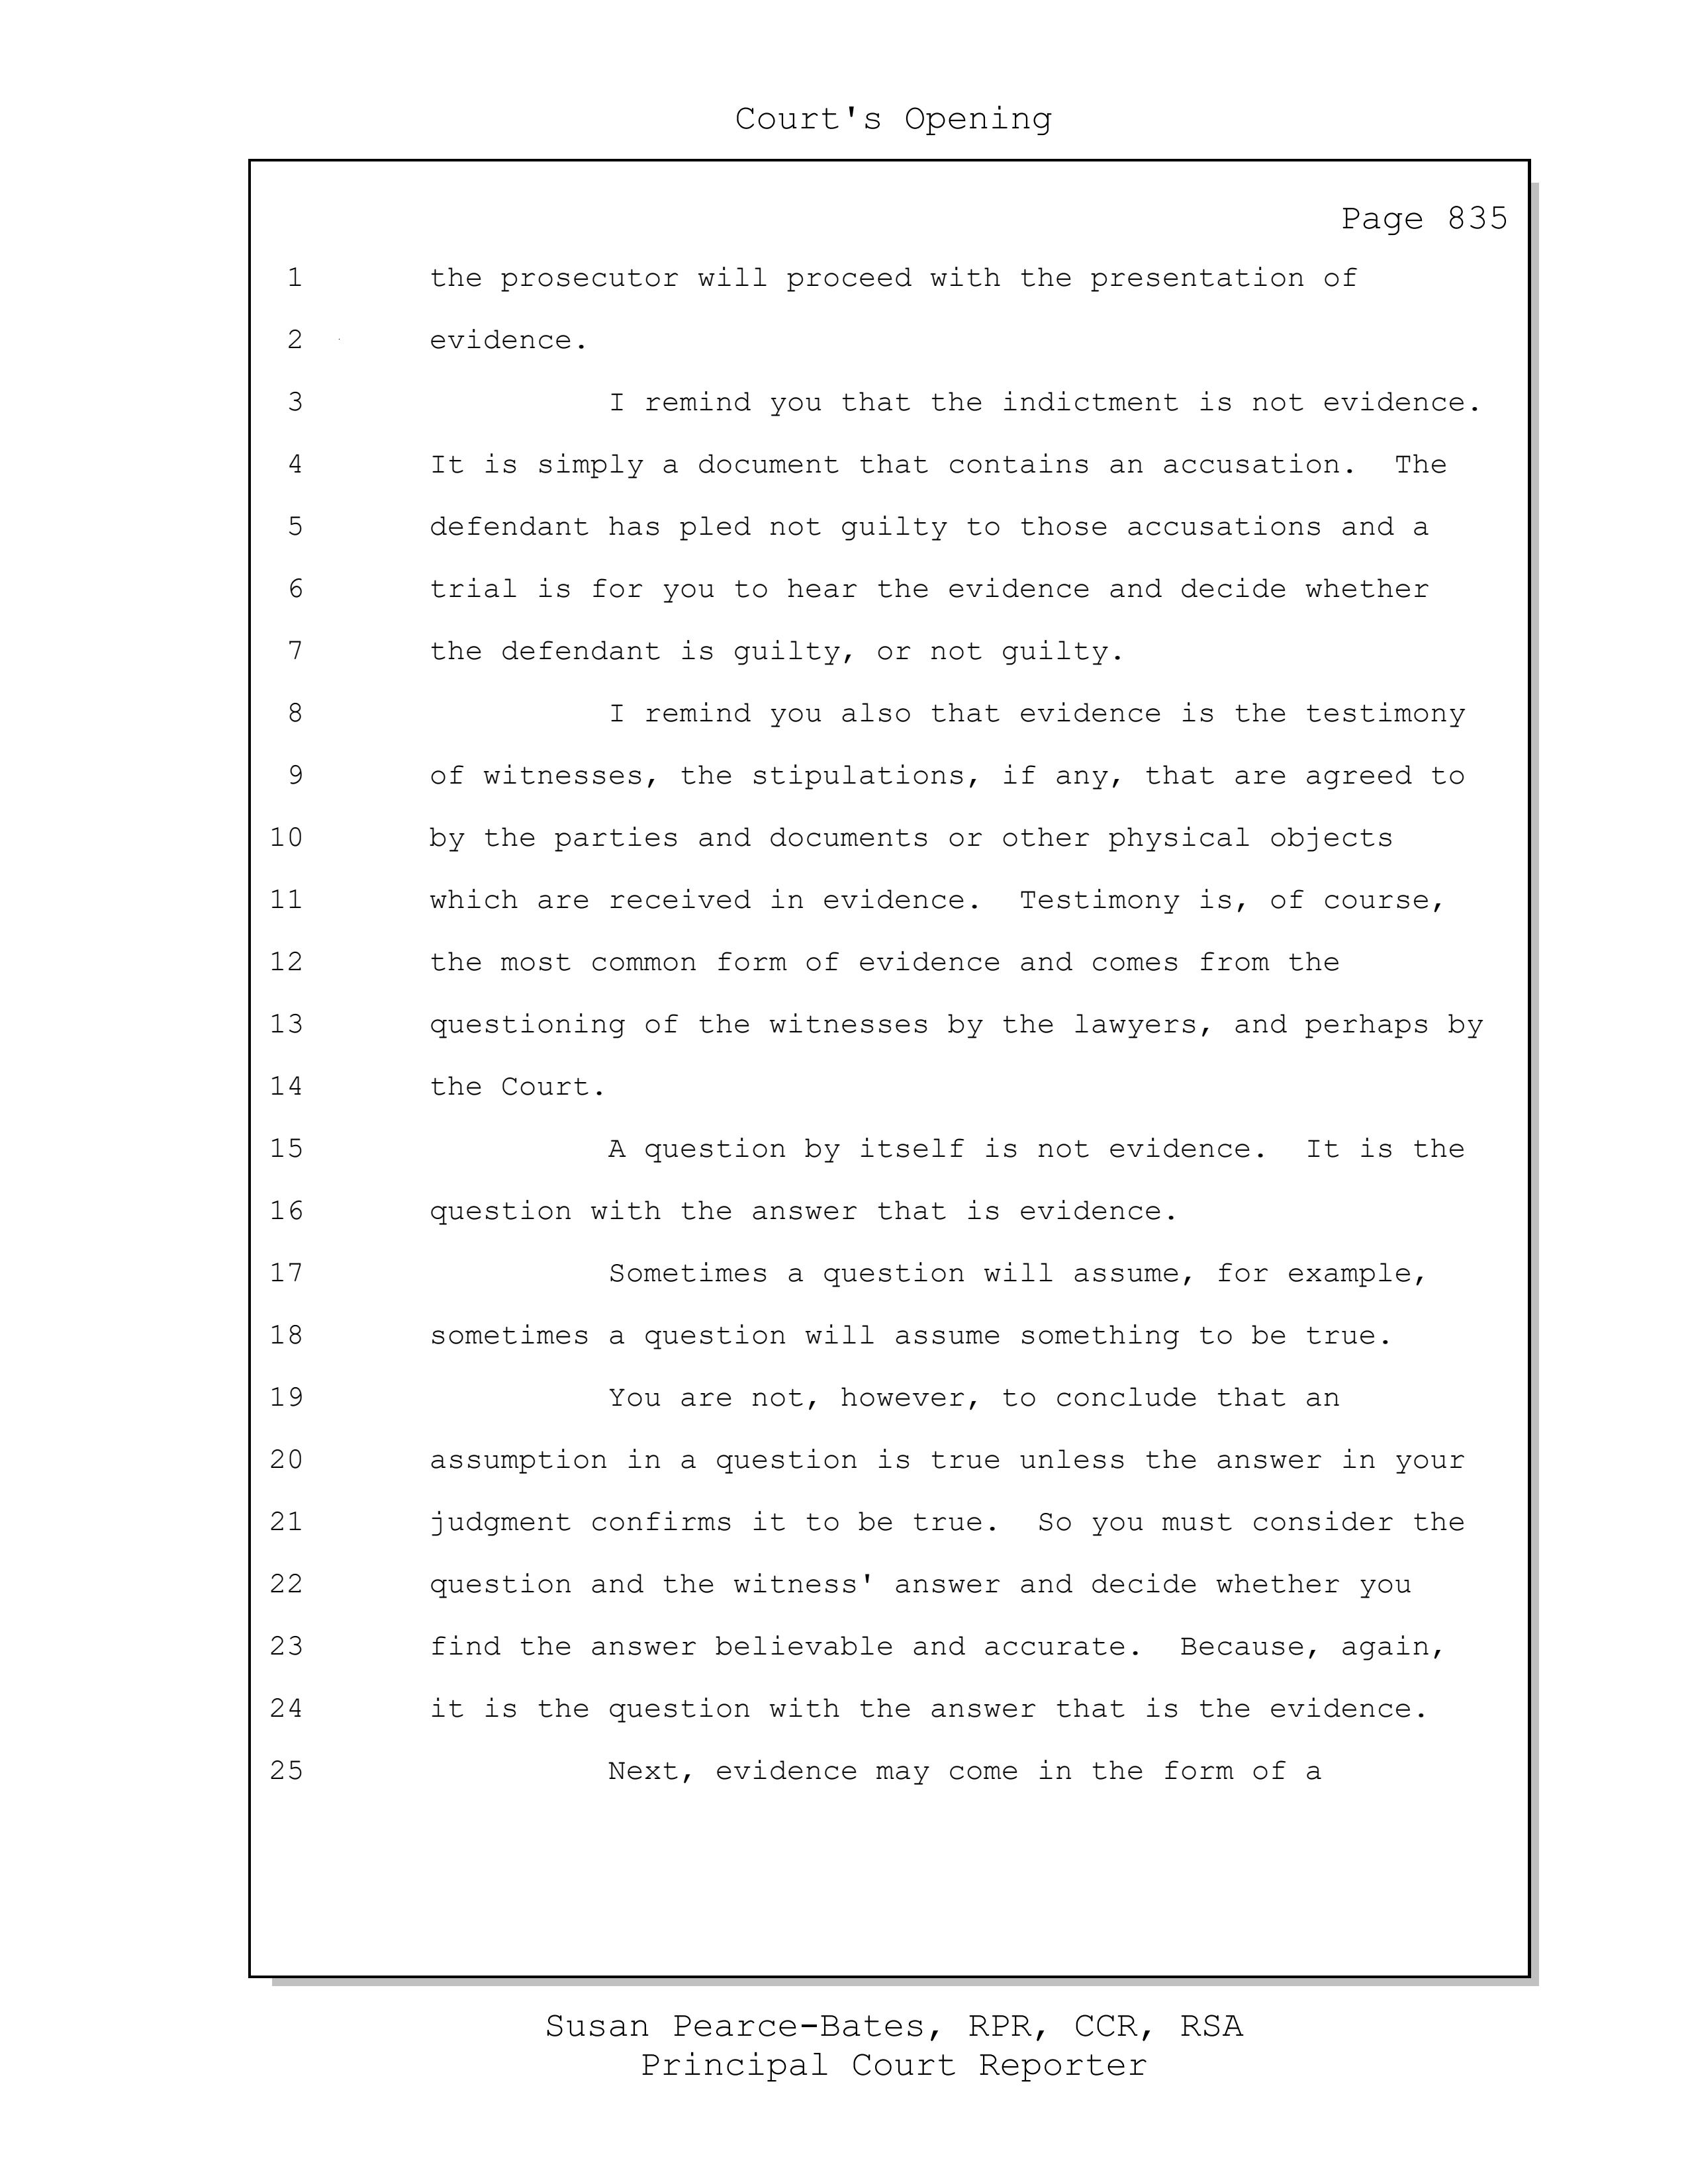 Court's Opening
Page 835
1 the prosecutor will proceed with the presentation of
2 evidence.
3 I remind you that the indictment is not evidence.
4 It is simply a document that contains an accusation. The
5 defendant has pled not guilty to those accusations and a
6 trial is for you to hear the evidence and decide whether
7 the defendant is guilty, or not guilty.
8 I remind you also that evidence is the testimony
9 of witnesses, the stipulations, if any, that are agreed to
10 by the parties and documents or other physical objects
11 which are received in evidence. Testimony is, of course,
12 the most common form of evidence and comes from the
13 questioning of the witnesses by the lawyers, and perhaps by
14 the Court.
15 A question by itself is not evidence. It is the
16 question with the answer that is evidence.
17 Sometimes a question will assume, for example,
18 sometimes a question will assume something to be true.
19 You are not, however, to conclude that an
20 assumption in a question is true unless the answer in your
21 judgment confirms it to be true. So you must consider the
22 question and the witness' answer and decide whether you
23 find the answer believable and accurate. Because, again,
24 it is the question with the answer that is the evidence.
25 Next, evidence may come in the form of a
Susan Pearce-Bates, RPR, CCR, RSA
Principal Court Reporter